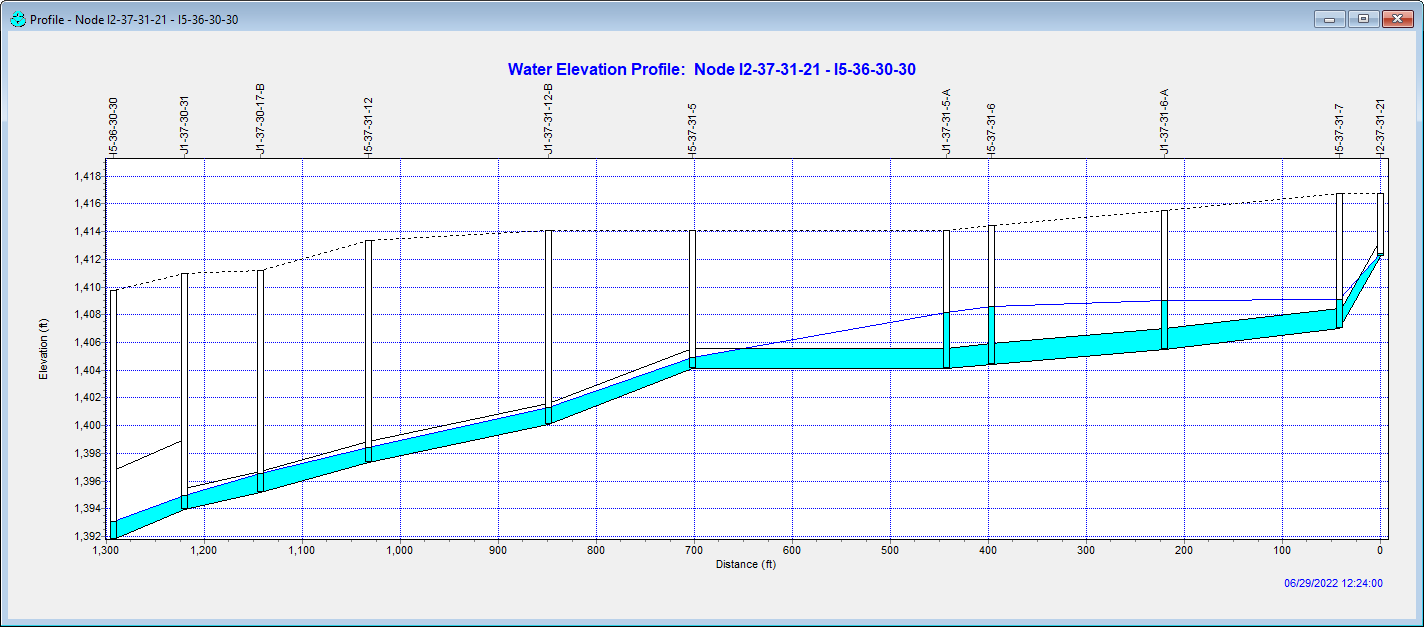 Profile - Node I2-37-31-21 - I5-36-30-30
Water Elevation Profile:  Node I2-37-31-21 - I5-36-30-30
I5-36-30-30
J1-37-30-31
J1-37-30-17-B
I5-37-31-12
J1-37-31-12-B
I5-37-31-5
J1-37-31-5-A
I5-37-31-6
J1-37-31-6-A
I5-37-31-7
I2-37-31-21
1,418
1,416
1,414
1,412
1,410
1,408
1,406
1,404
1,402
1,400
1,398
1,396
1,394
1,392
Elevation (ft)
1,300 1,200 1,100 1,000 900 800 700 600 500 400 300 200 100 0
Distance (ft)
06/29/2022 12:24:00